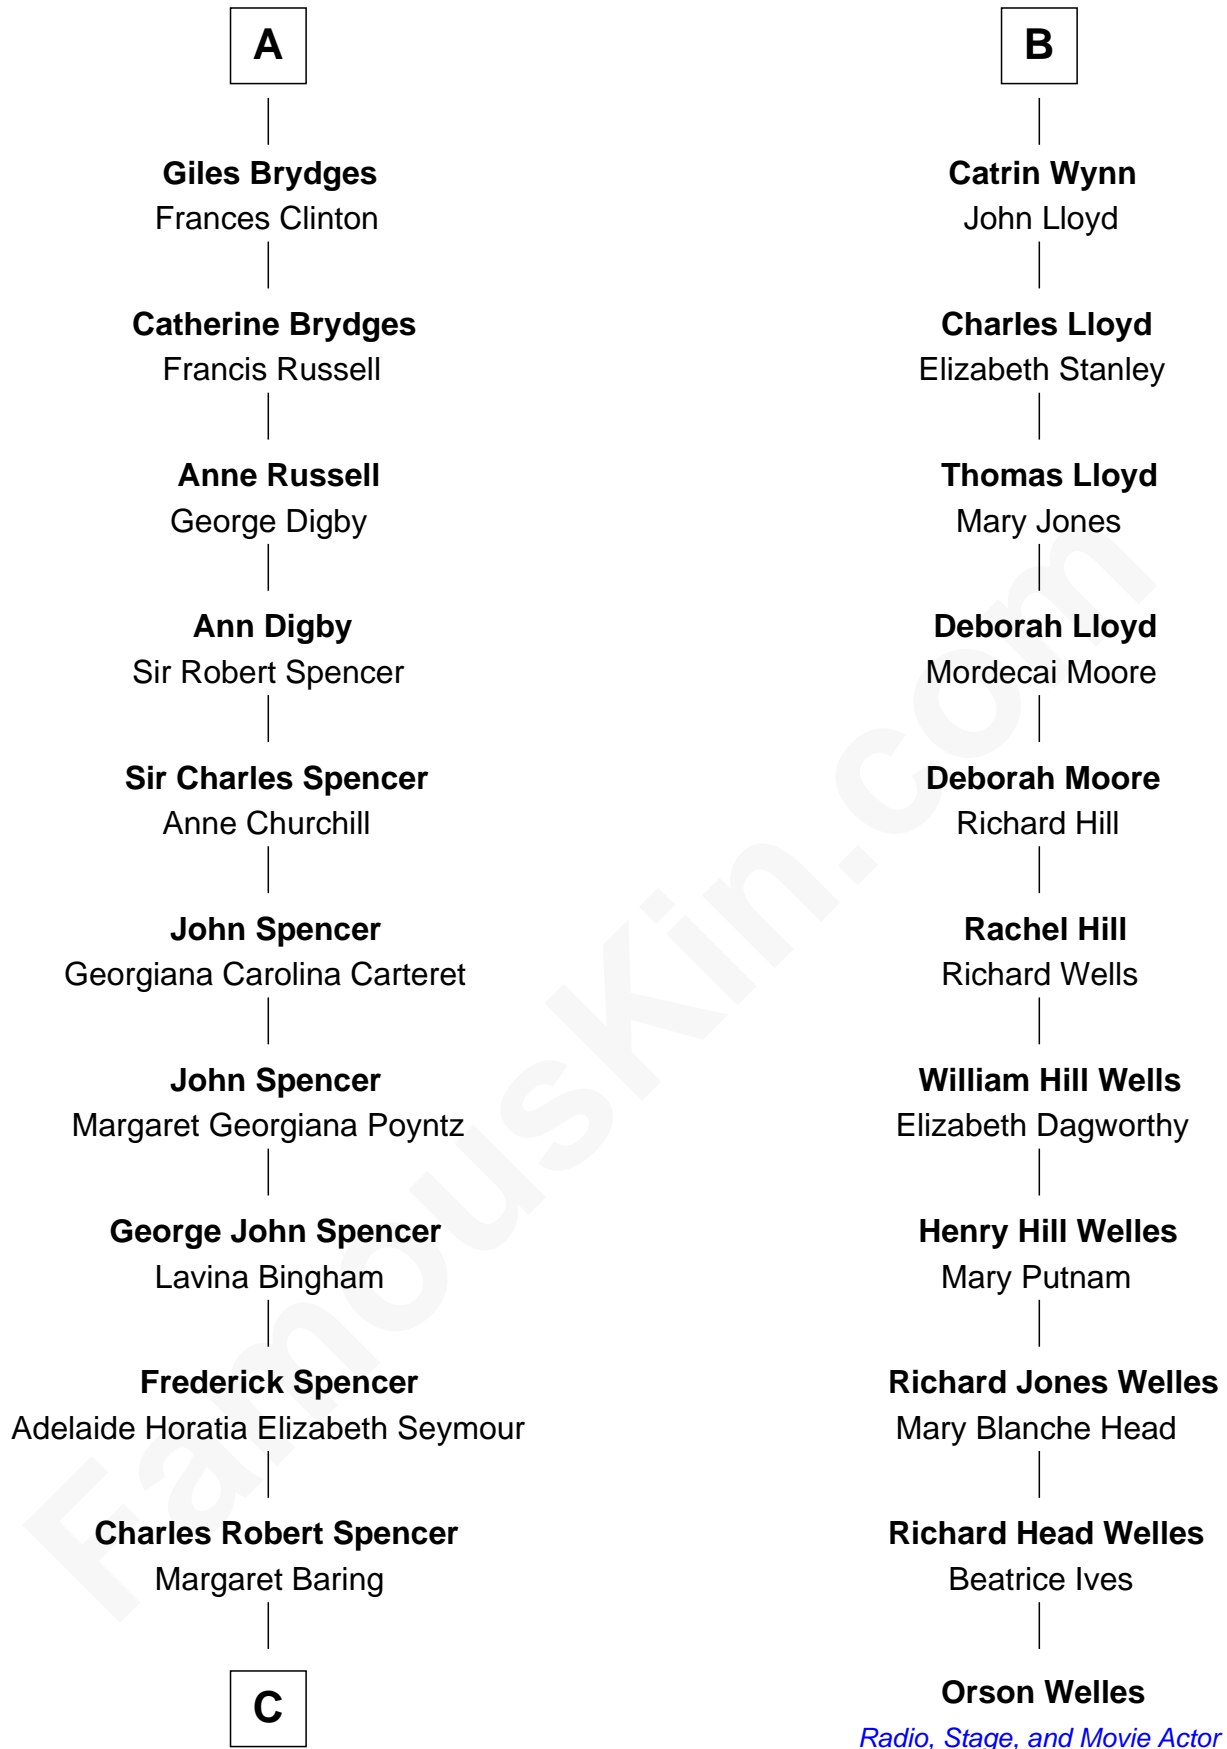 A
Giles Brydges
Frances Clinton
Catherine Brydges
Francis Russell
Anne Russell
George Digby
Ann Digby
Sir Robert Spencer
Sir Charles Spencer
Anne Churchill
John Spencer
Georgiana Carolina Carteret
John Spencer
Margaret Georgiana Poyntz
George John Spencer
Lavina Bingham
Frederick Spencer
Adelaide Horatia Elizabeth Seymour
Charles Robert Spencer
Margaret Baring
C
B
Catrin Wynn
John Lloyd
Charles Lloyd
Elizabeth Stanley
Thomas Lloyd
Mary Jones
Deborah Lloyd
Mordecai Moore
Deborah Moore
Richard Hill
Rachel Hill
Richard Wells
William Hill Wells
Elizabeth Dagworthy
Henry Hill Welles
Mary Putnam
Richard Jones Welles
Mary Blanche Head
Richard Head Welles
Beatrice Ives
Orson Welles
Radio, Stage, and Movie Actor
FamousKin.com